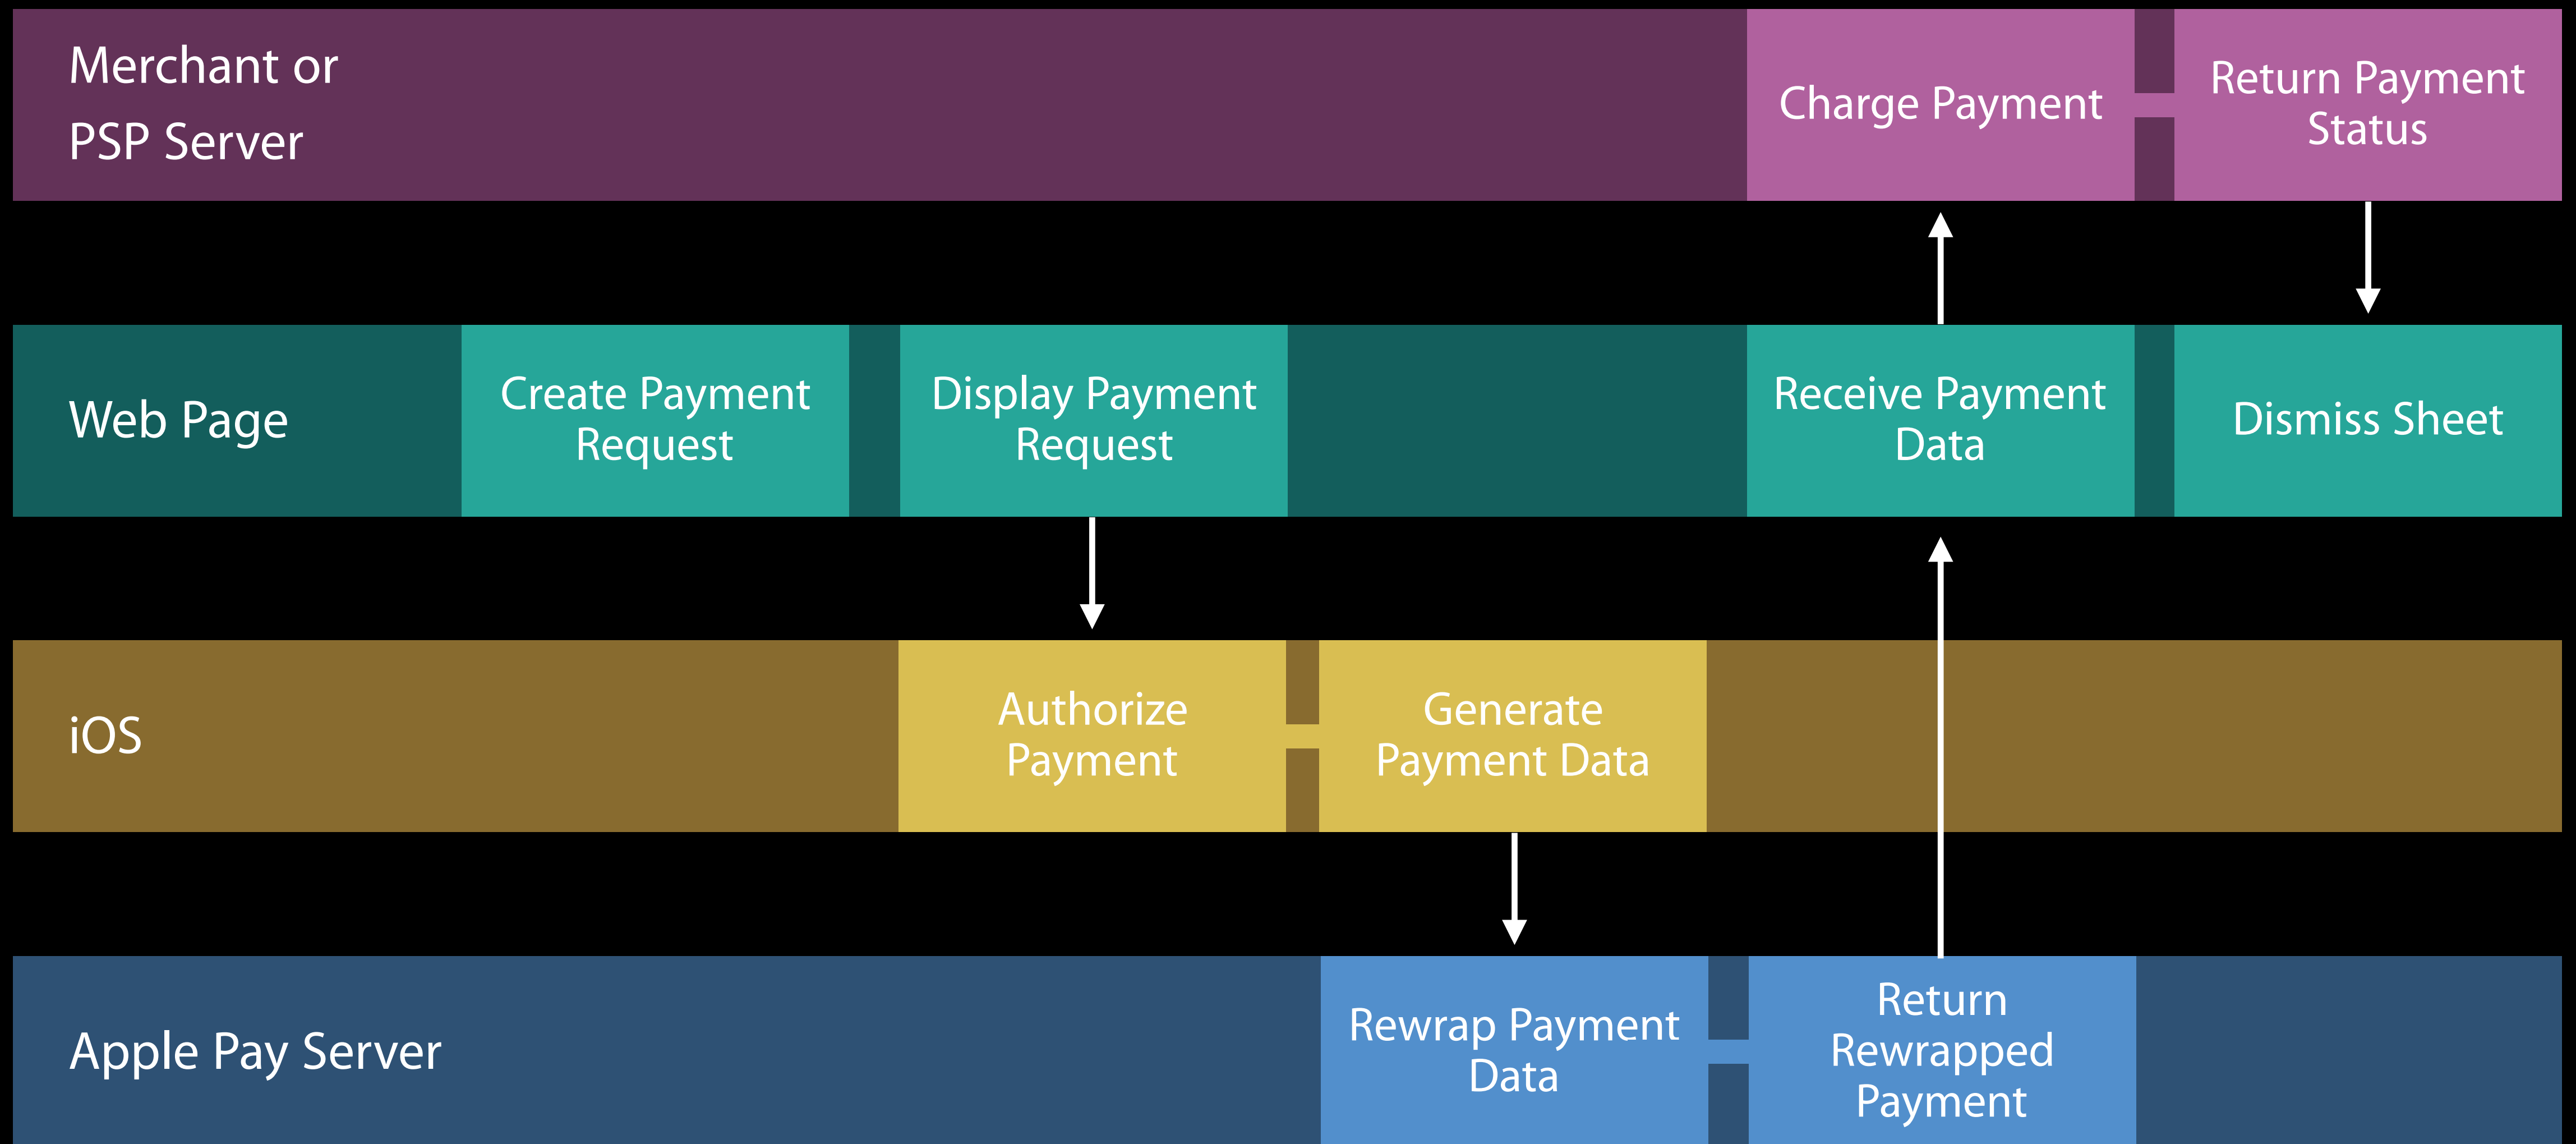 Merchant or
PSP Server
Charge Payment
Return Payment
Status
Web Page
Create Payment
Request
Display Payment
Request
Receive Payment
Data
Dismiss Sheet
iOS
Authorize
Payment
Generate
Payment Data
Apple Pay Server
Rewrap Payment
Data
Return
Rewrapped
Payment